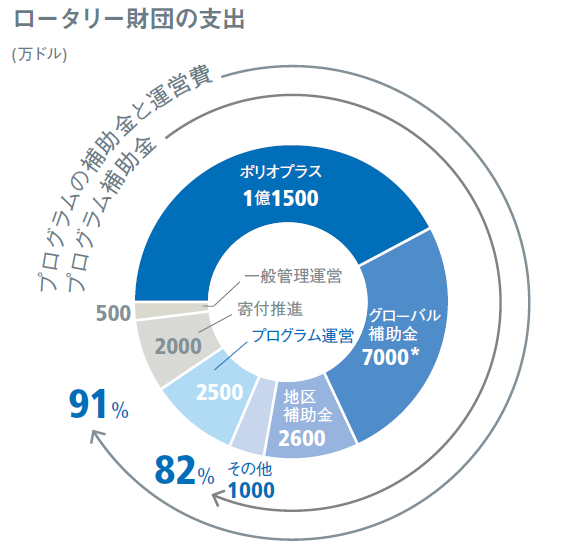 ロータリー財団の支出
(万ドル)
プログラムの補助金と運営費
プログラム補助金
ポリオプラス
1億1500
グローバル
補助金
7000*
地区
補助金
2600
その他
1000
プログラム運営
2500
寄付推進
2000
一般管理運営
500
91%
82%